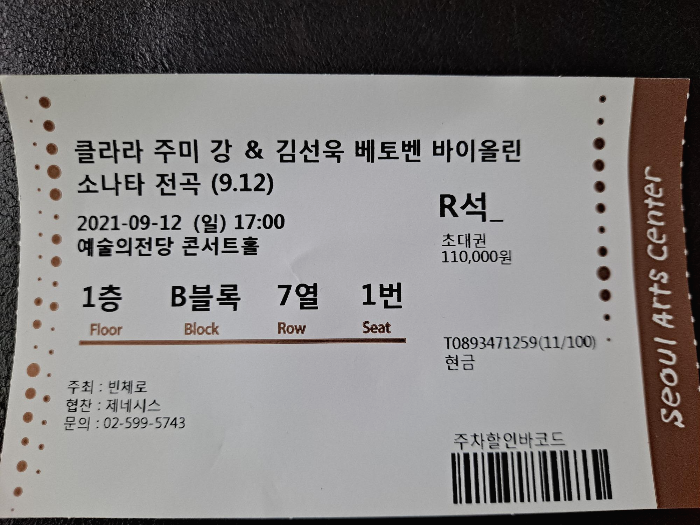 클라라 주미 강 & 김선욱 베토벤 바이올린
소나타 전곡 (9.12)
2021-09-12 (일) 17:00
예술의전당 콘서트홀
R석_
초대권
110,000원
1층 B블록 7열 1번
Floor Block Row Seat
T0893471259(11/100)
현금
주최 : 빈체로
협찬 : 제네시스
문의 : 02-599-5743
주차할인바코드
Seoul Arts Center